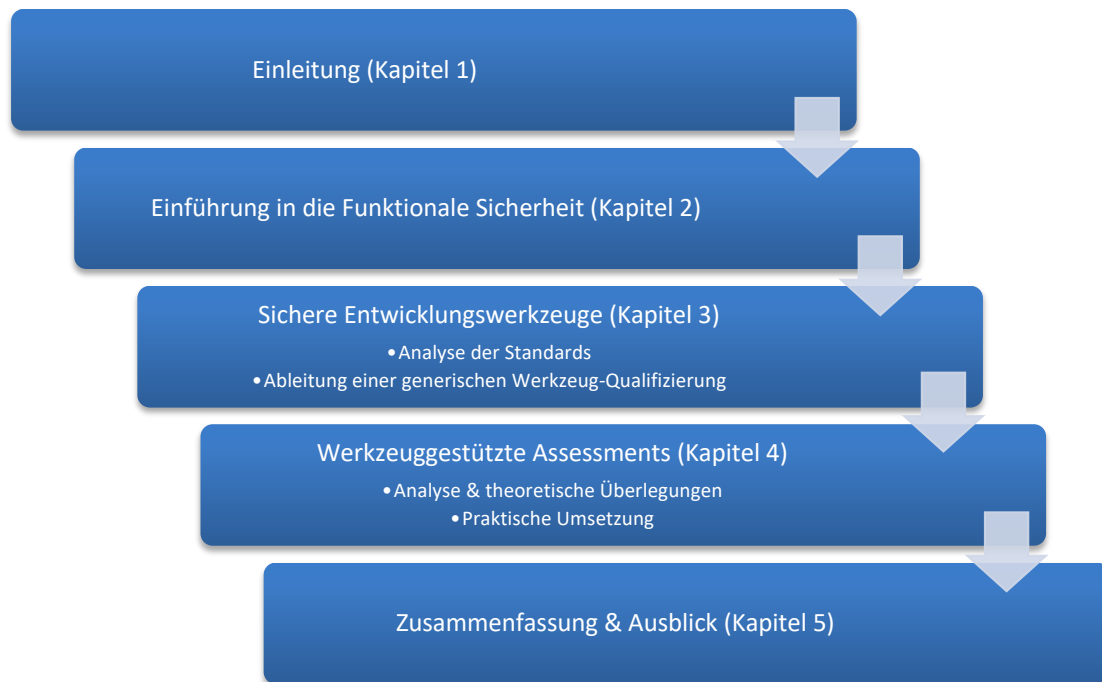 Einleitung (Kapitel 1)
Einführung in die Funktionale Sicherheit (Kapitel 2)
Sichere Entwicklungswerkzeuge (Kapitel 3)
•Analyse der Standards
•Ableitung einer generischen Werkzeug-Qualifizierung
Werkzeuggestützte Assessments (Kapitel 4)
•Analyse & theoretische Überlegungen
•Praktische Umsetzung
Zusammenfassung & Ausblick (Kapitel 5)